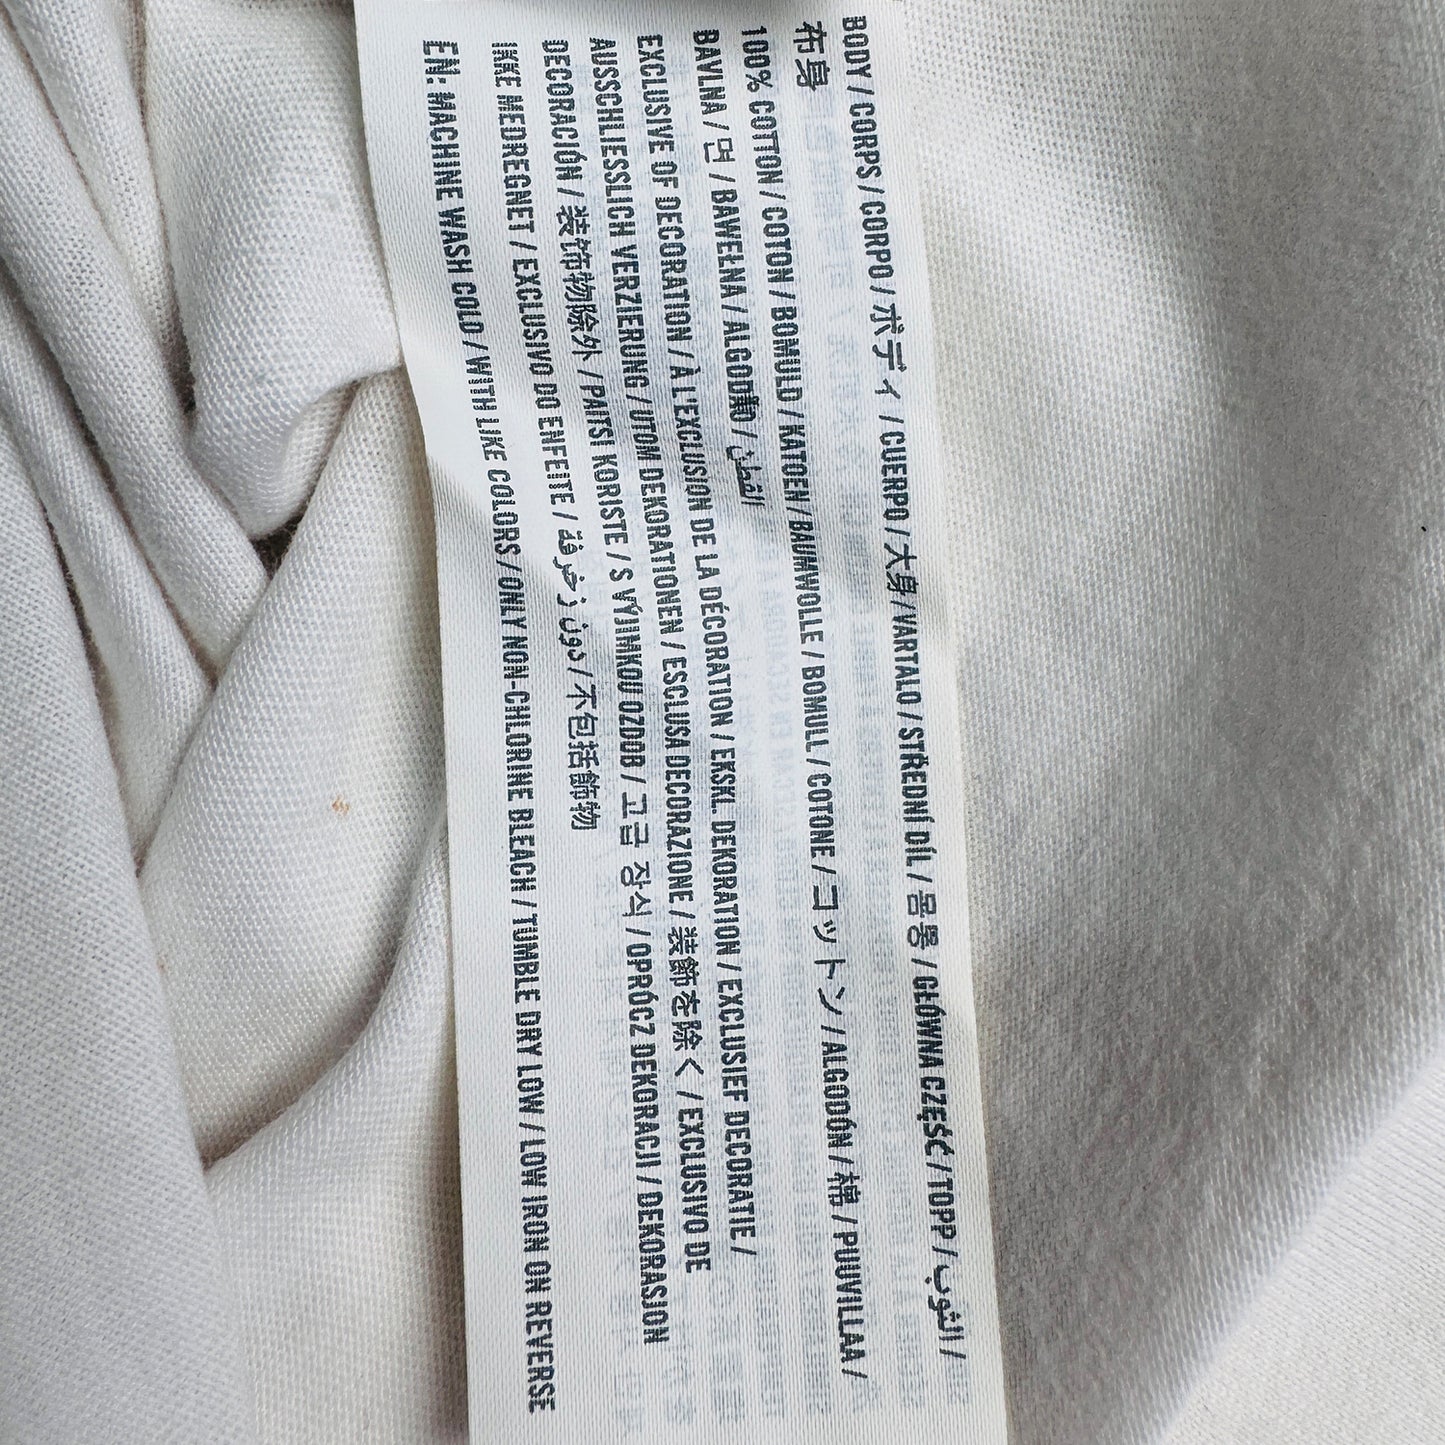 BODY / CORPS / CORPO / ボディ / CUERPO / 大身 / VARTALO / STŘEDNÍ DÍL / 몸통 / GŁÓWNA CZĘŚĆ / TOPP / الثوب /
布身
100% COTTON / COTON / BOMULD / KATOEN / BAUMWOLLE / BOMULL / COTONE / コットン / ALGODÓN / 棉 / PUUVILLAA /
BAVLNA / 면 / BAWEŁNA / ALGO / القطن
EXCLUSIVE OF DECORATION / À L'EXCLUSION DE LA DÉCORATION / EKSKL. DEKORATION / EXCLUSIEF DECORATIE /
AUSSCHLIESSLICH VERZIERUNG / UTOM DEKORATIONEN / ESCLUSA DECORAZIONE / 装飾を除く / EXCLUSIVO DE
DECORACIÓN / 装饰物除外 / PAITSI KORISTE / S VÝJIMKOU OZDOB / 고급 장식 / OPRÓCZ DEKORACJI / DEKORASJON
IKKE MEDREGNET / EXCLUSIVO DO ENFEITE / دون زخرفة / 不包括飾物
EN: MACHINE WASH COLD / WITH LIKE COLORS / ONLY NON-CHLORINE BLEACH / TUMBLE DRY LOW / LOW IRON ON REVERSE